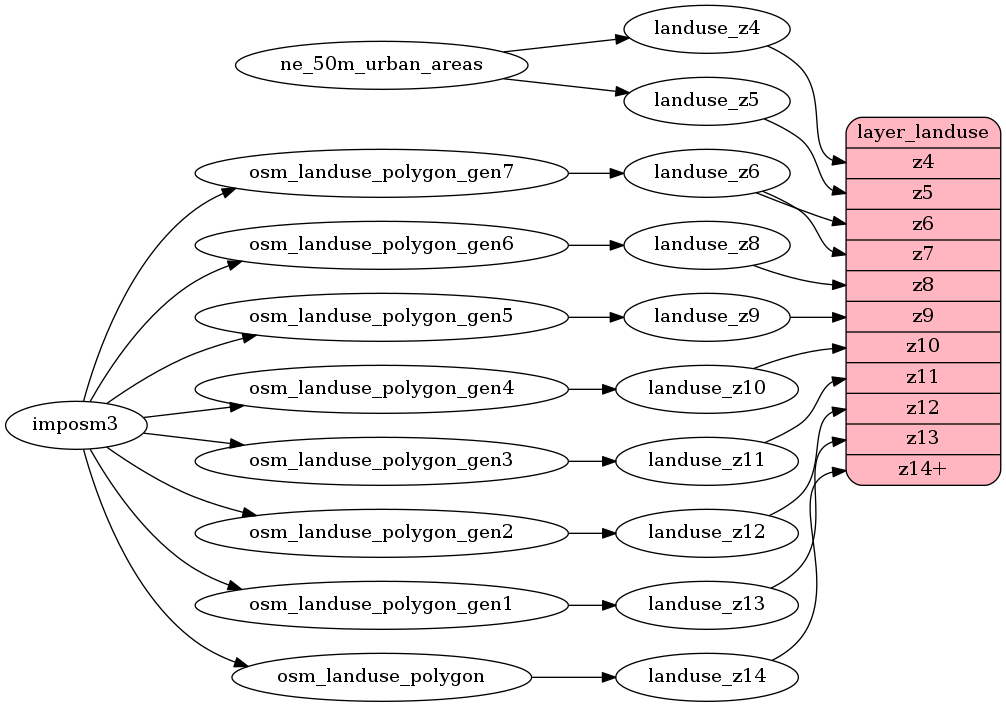 landuse_z4
ne_50m_urban_areas
landuse_z5
layer_landuse
z4
z5
z6
z7
z8
z9
z10
z11
z12
z13
z14+
osm_landuse_polygon_gen7
landuse_z6
osm_landuse_polygon_gen6
landuse_z8
osm_landuse_polygon_gen5
landuse_z9
osm_landuse_polygon_gen4
landuse_z10
imposm3
osm_landuse_polygon_gen3
landuse_z11
osm_landuse_polygon_gen2
landuse_z12
osm_landuse_polygon_gen1
landuse_z13
osm_landuse_polygon
landuse_z14